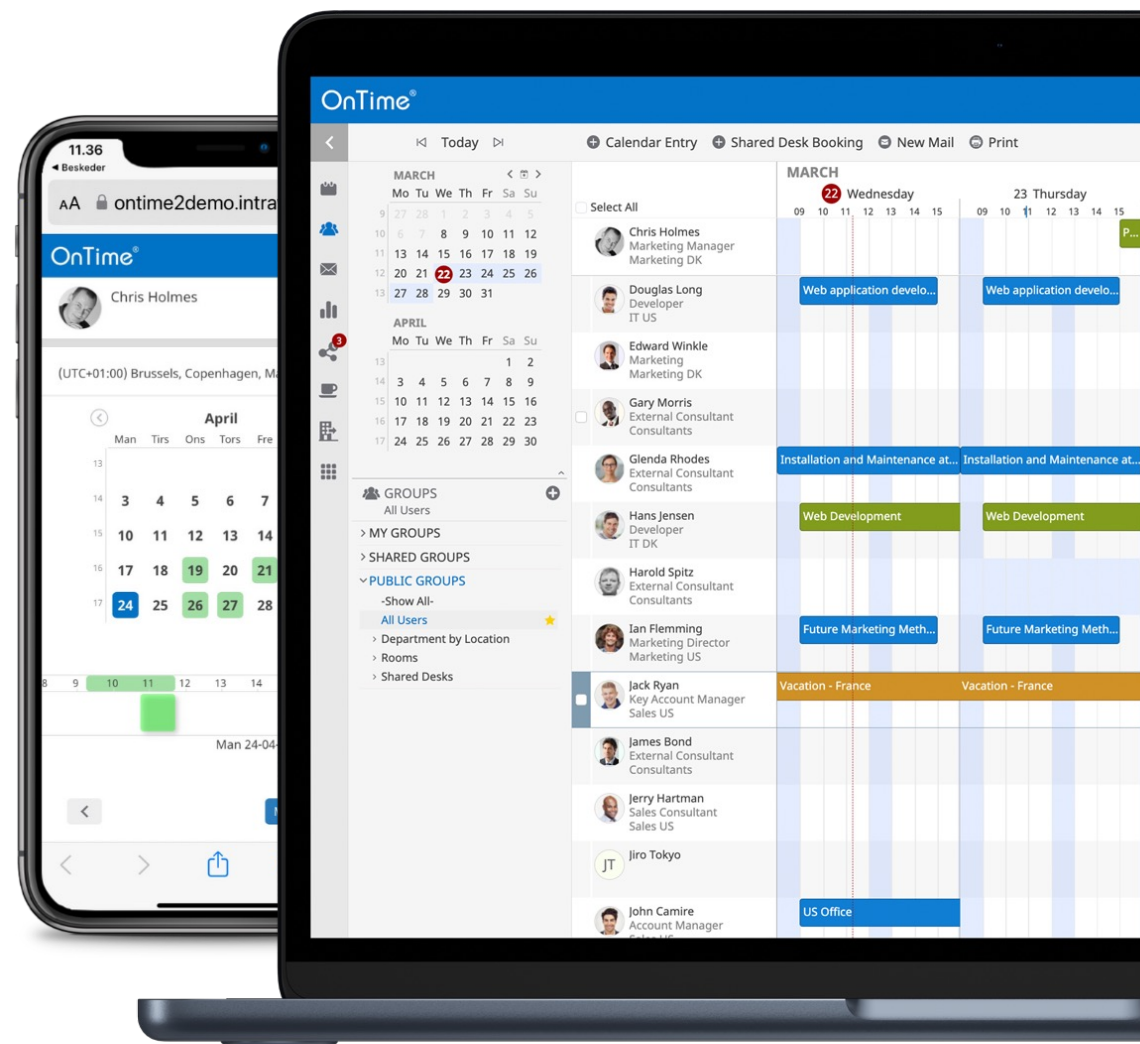 11.36
Beskeder
AA ontime2demo.intra
OnTime®
Chris Holmes
(UTC+01:00) Brussels, Copenhagen, Ma
April
Man Tirs Ons Tors Fre
13
14 3 4 5 6 7
15 10 11 12 13 14
16 17 18 19 20 21
17 24 25 26 27 28
8 9 10 11 12 13 14
Man 24-04-
OnTime®
Today
Calendar Entry Shared Desk Booking New Mail Print
MARCH
Mo Tu We Th Fr Sa Su
9 27 28 1 2 3 4 5
10 6 7 8 9 10 11 12
11 13 14 15 16 17 18 19
12 20 21 22 23 24 25 26
13 27 28 29 30 31
APRIL
Mo Tu We Th Fr Sa Su
13 1 2
14 3 4 5 6 7 8 9
15 10 11 12 13 14 15 16
16 17 18 19 20 21 22 23
17 24 25 26 27 28 29 30
3
GROUPS
All Users
MY GROUPS
SHARED GROUPS
PUBLIC GROUPS
-Show All-
All Users
Department by Location
Rooms
Shared Desks
MARCH
22 Wednesday 23 Thursday
Select All
09 10 11 12 13 14 15 09 10 11 12 13 14 15
Chris Holmes
Marketing Manager
Marketing DK
P...
Douglas Long
Developer
IT US
Web application develo... Web application develo...
Edward Winkle
Marketing
Marketing DK
Gary Morris
External Consultant
Consultants
Glenda Rhodes
External Consultant
Consultants
Installation and Maintenance at... Installation and Maintenance at...
Hans Jensen
Developer
IT DK
Web Development Web Development
Harold Spitz
External Consultant
Consultants
Ian Flemming
Marketing Director
Marketing US
Future Marketing Meth... Future Marketing Meth...
Jack Ryan
Key Account Manager
Sales US
Vacation - France Vacation - France
James Bond
External Consultant
Consultants
Jerry Hartman
Sales Consultant
Sales US
JT
Jiro Tokyo
John Camire
Account Manager
US Office